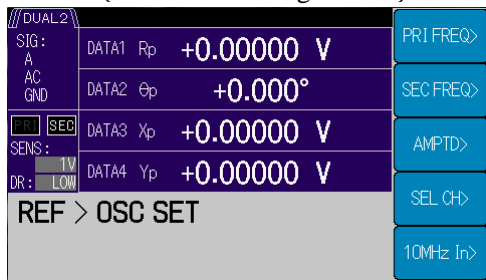 DUAL2
SIG:
A
AC
GND
PRI SEC
SENS:
1V
DR: LOW
DATA1 Rp +0.00000 V
DATA2 θp +0.000°
DATA3 Xp +0.00000 V
DATA4 Yp +0.00000 V
REF > OSC SET
PRI FREQ>
SEC FREQ>
AMPTD>
SEL CH>
10MHz In>